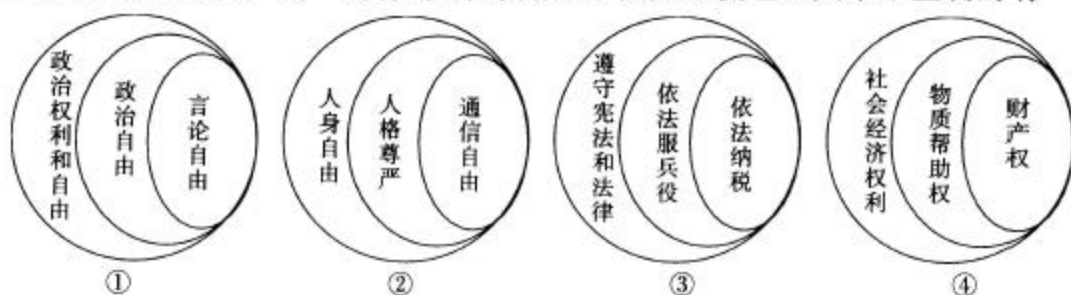 政治权利和自由
政治自由
言论自由
人身自由
人格尊严
通信自由
遵守宪法和法律
依法服兵役
依法纳税
社会经济权利
物质帮助权
财产权
①
②
③
④